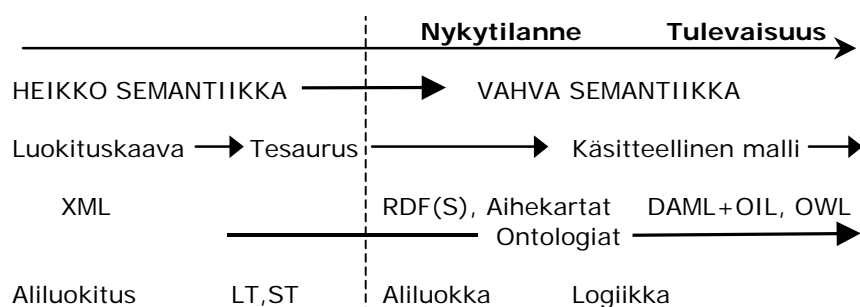 Nykytilanne Tulevaisuus
HEIKKO SEMANTIIKKA VAHVA SEMANTIIKKA
Luokituskaava Tesaurus Käsitteellinen malli
XML RDF(S), Aihekartat DAML+OIL, OWL
Ontologiat
Aliluokitus LT,ST Aliluokka Logiikka